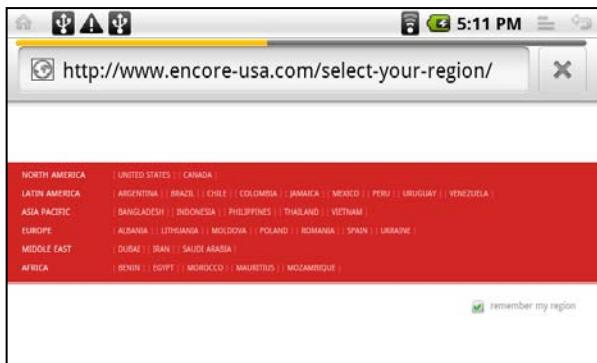 5:11 PM
http://www.encore-usa.com/select-your-region/
NORTH AMERICA | UNITED STATES | | CANADA |
LATIN AMERICA | ARGENTINA | | BRAZIL | | CHILE | | COLOMBIA | | JAMAICA | | MEXICO | | PERU | | URUGUAY | | VENEZUELA |
ASIA PACIFIC | BANGLADESH | | INDONESIA | | PHILIPPINES | | THAILAND | | VIETNAM |
EUROPE | ALBANIA | | LITHUANIA | | MOLDOVA | | POLAND | | ROMANIA | | SPAIN | | UKRAINE |
MIDDLE EAST | DUBAI | | IRAN | | SAUDI ARABIA |
AFRICA | BENIN | | EGYPT | | MOROCCO | | MAURITIUS | | MOZAMBIQUE |
remember my region